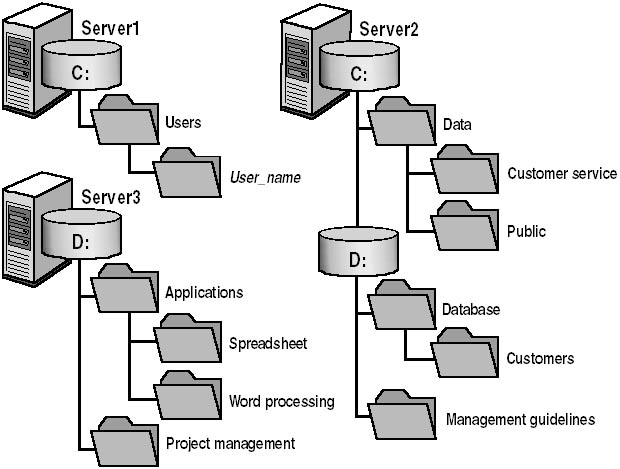 Server1
C:
Users
User_name
Server3
D:
Applications
Spreadsheet
Word processing
Project management
Server2
C:
Data
Customer service
Public
D:
Database
Customers
Management guidelines